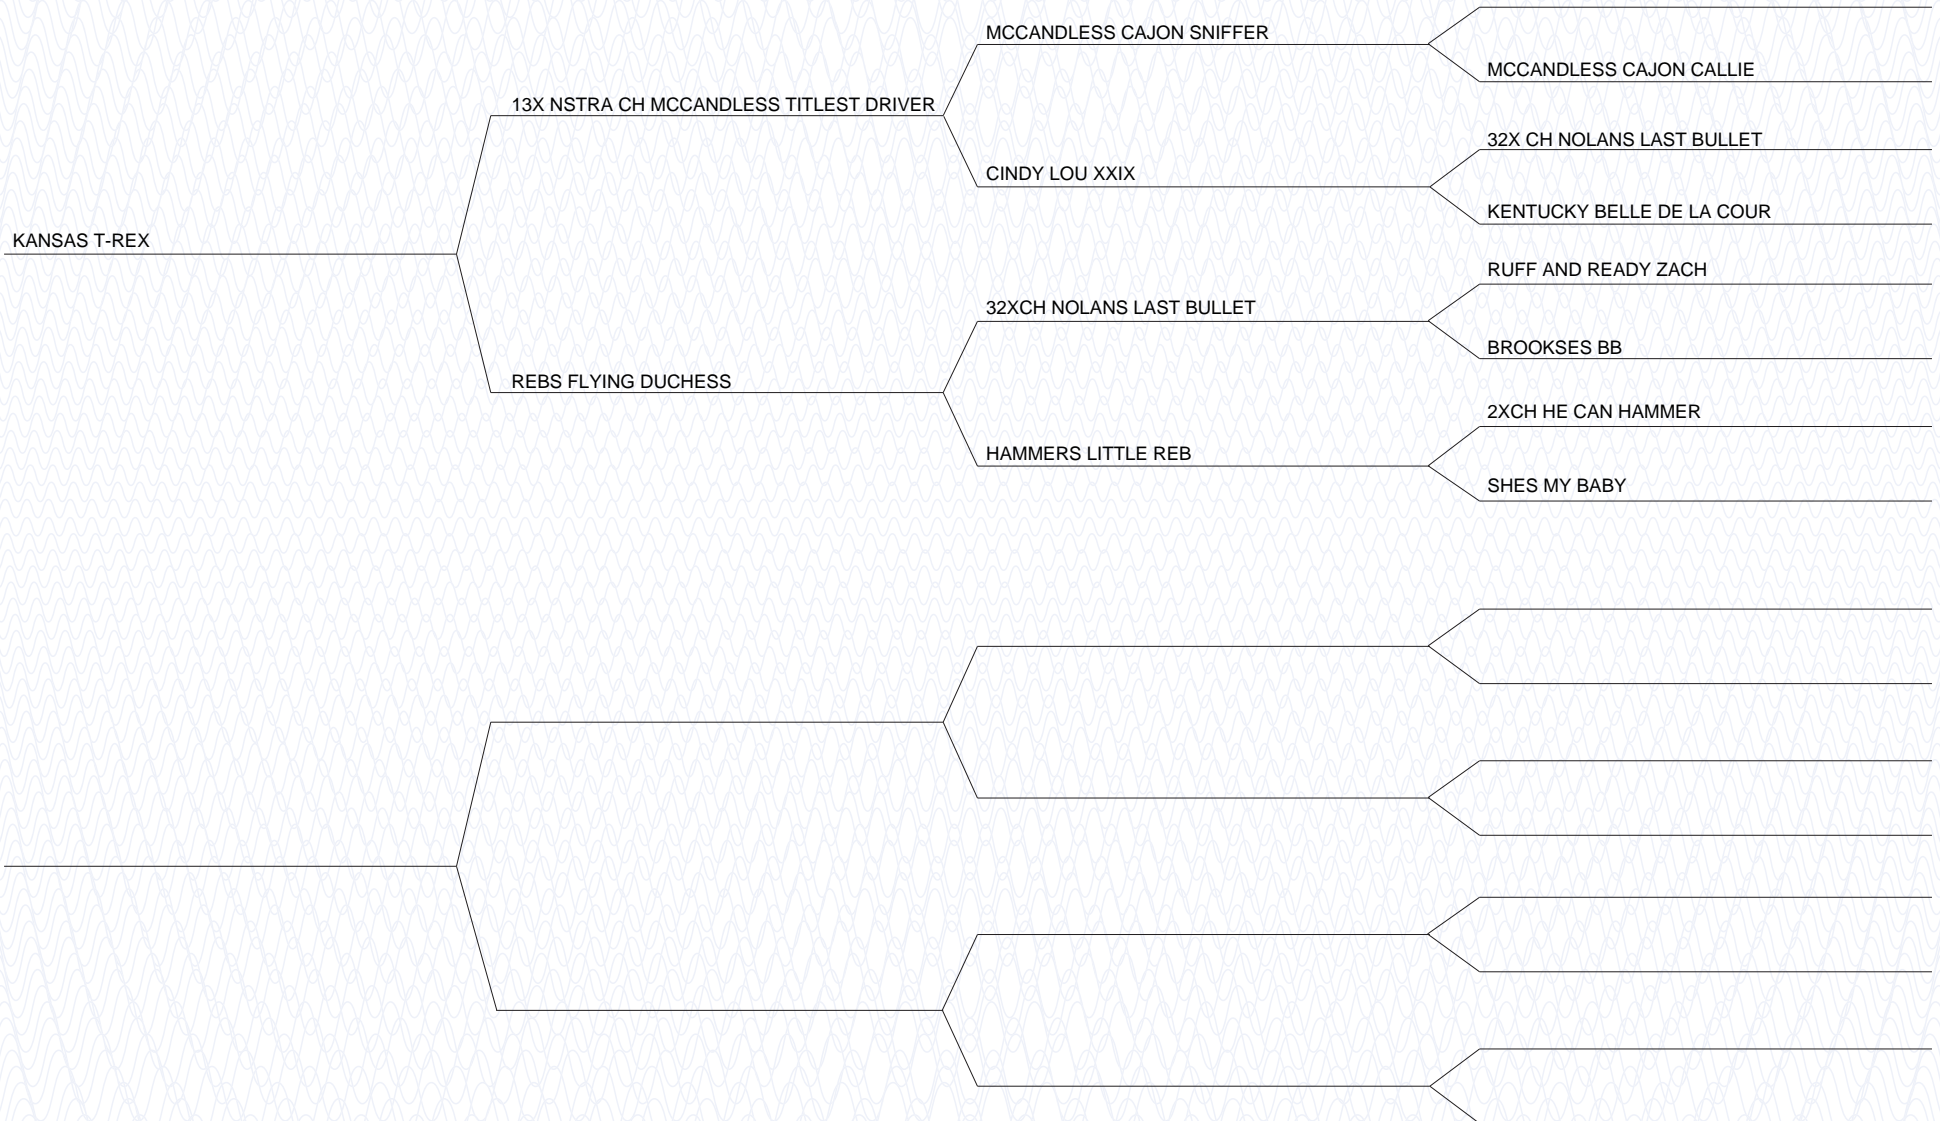 MCCANDLESS CAJON SNIFFER
MCCANDLESS CAJON CALLIE
13X NSTRA CH MCCANDLESS TITLEST DRIVER
32X CH NOLANS LAST BULLET
CINDY LOU XXIX
KENTUCKY BELLE DE LA COUR
KANSAS T-REX
RUFF AND READY ZACH
32XCH NOLANS LAST BULLET
BROOKSES BB
REBS FLYING DUCHESS
2XCH HE CAN HAMMER
HAMMERS LITTLE REB
SHES MY BABY